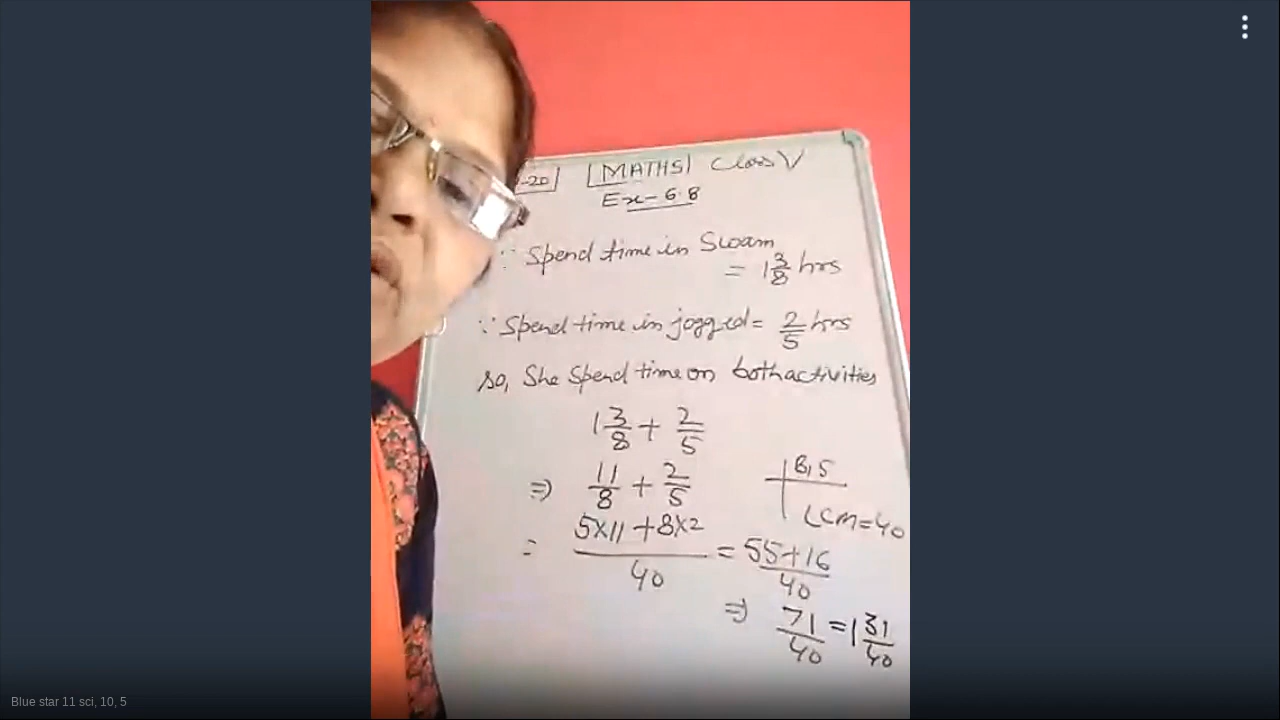 -20 MATHS Class V
Ex-6.8
∵ Spend time in Swam
= 1 3/8 hrs
∵ Spend time in jogged = 2/5 hrs
so, She Spend time on both activities
1 3/8 + 2/5
⇒ 11/8 + 2/5
8, 5
LCM = 40
= 5×11 + 8×2 / 40 = 55+16 / 40
⇒ 71/40 = 1 31/40
Blue star 11 sci, 10, 5